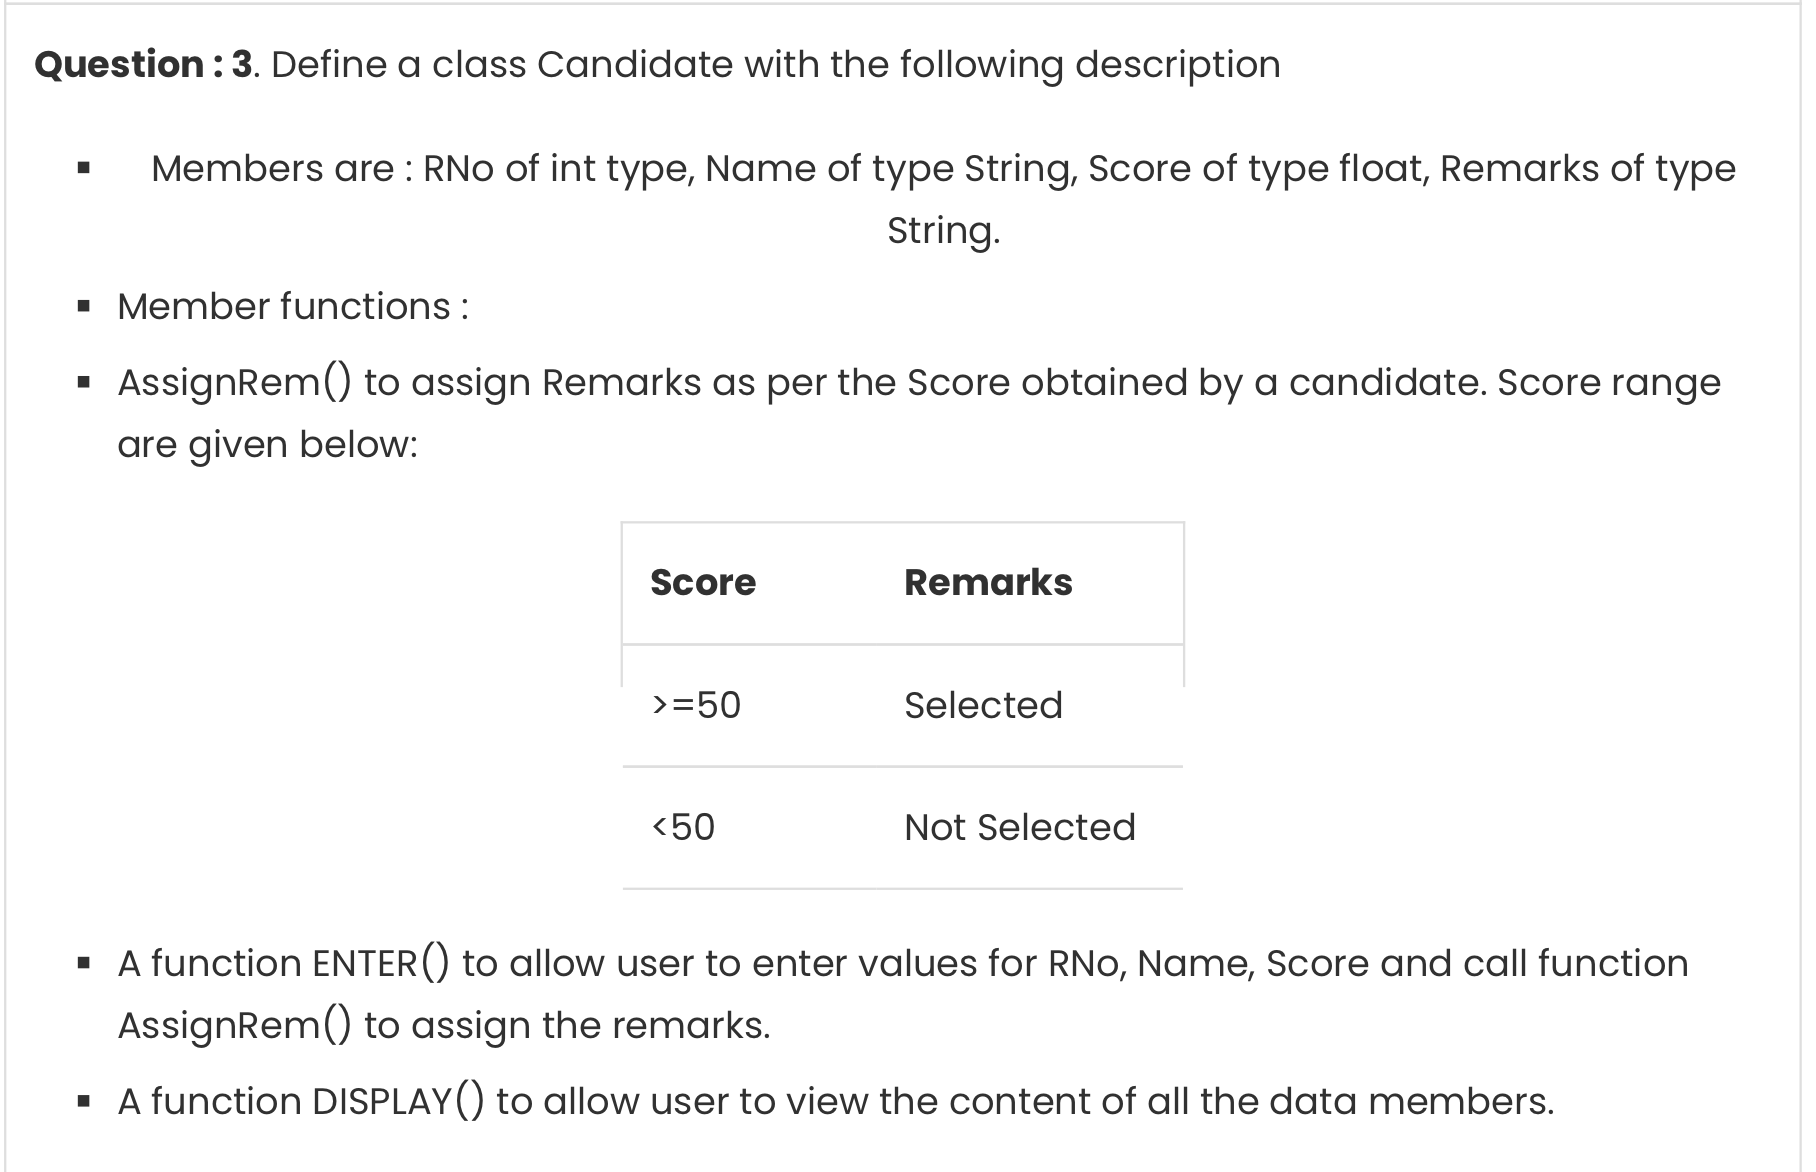 Question : 3. Define a class Candidate with the following description
▪ Members are : RNo of int type, Name of type String, Score of type float, Remarks of type
String.
▪ Member functions :
▪ AssignRem() to assign Remarks as per the Score obtained by a candidate. Score range
are given below:
Score Remarks
>=50 Selected
<50 Not Selected
▪ A function ENTER() to allow user to enter values for RNo, Name, Score and call function
AssignRem() to assign the remarks.
▪ A function DISPLAY() to allow user to view the content of all the data members.